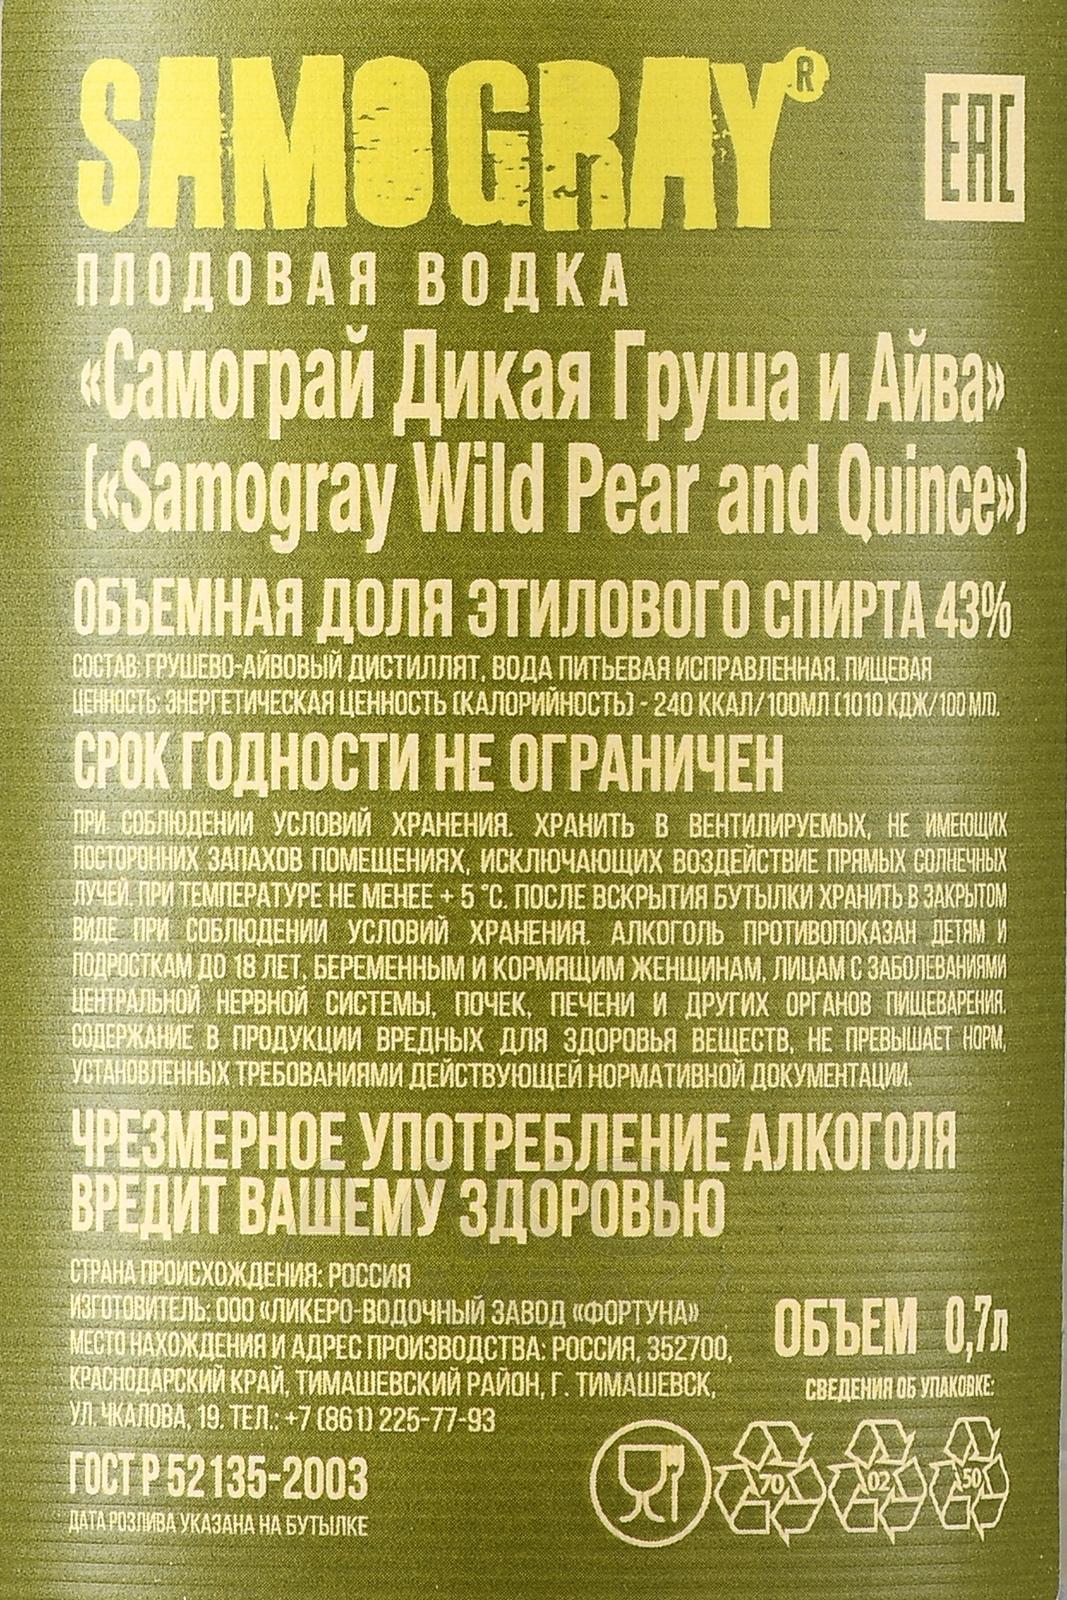 SAMOGRAY®
EAC
ПЛОДОВАЯ ВОДКА
«Самограй Дикая Груша и Айва»
(«Samogray Wild Pear and Quince»)
ОБЪЕМНАЯ ДОЛЯ ЭТИЛОВОГО СПИРТА 43%
СОСТАВ: ГРУШЕВО-АЙВОВЫЙ ДИСТИЛЛЯТ, ВОДА ПИТЬЕВАЯ ИСПРАВЛЕННАЯ. ПИЩЕВАЯ
ЦЕННОСТЬ: ЭНЕРГЕТИЧЕСКАЯ ЦЕННОСТЬ (КАЛОРИЙНОСТЬ) - 240 ККАЛ/100МЛ (1010 КДЖ/100 МЛ).
СРОК ГОДНОСТИ НЕ ОГРАНИЧЕН
ПРИ СОБЛЮДЕНИИ УСЛОВИЙ ХРАНЕНИЯ. ХРАНИТЬ В ВЕНТИЛИРУЕМЫХ, НЕ ИМЕЮЩИХ
ПОСТОРОННИХ ЗАПАХОВ ПОМЕЩЕНИЯХ, ИСКЛЮЧАЮЩИХ ВОЗДЕЙСТВИЕ ПРЯМЫХ СОЛНЕЧНЫХ
ЛУЧЕЙ, ПРИ ТЕМПЕРАТУРЕ НЕ МЕНЕЕ + 5 °С. ПОСЛЕ ВСКРЫТИЯ БУТЫЛКИ ХРАНИТЬ В ЗАКРЫТОМ
ВИДЕ ПРИ СОБЛЮДЕНИИ УСЛОВИЙ ХРАНЕНИЯ. АЛКОГОЛЬ ПРОТИВОПОКАЗАН ДЕТЯМ И
ПОДРОСТКАМ ДО 18 ЛЕТ, БЕРЕМЕННЫМ И КОРМЯЩИМ ЖЕНЩИНАМ, ЛИЦАМ С ЗАБОЛЕВАНИЯМИ
ЦЕНТРАЛЬНОЙ НЕРВНОЙ СИСТЕМЫ, ПОЧЕК, ПЕЧЕНИ И ДРУГИХ ОРГАНОВ ПИЩЕВАРЕНИЯ.
СОДЕРЖАНИЕ В ПРОДУКЦИИ ВРЕДНЫХ ДЛЯ ЗДОРОВЬЯ ВЕЩЕСТВ, НЕ ПРЕВЫШАЕТ НОРМ,
УСТАНОВЛЕННЫХ ТРЕБОВАНИЯМИ ДЕЙСТВУЮЩЕЙ НОРМАТИВНОЙ ДОКУМЕНТАЦИИ.
ЧРЕЗМЕРНОЕ УПОТРЕБЛЕНИЕ АЛКОГОЛЯ
ВРЕДИТ ВАШЕМУ ЗДОРОВЬЮ
СТРАНА ПРОИСХОЖДЕНИЯ: РОССИЯ
ИЗГОТОВИТЕЛЬ: ООО «ЛИКЕРО-ВОДОЧНЫЙ ЗАВОД «ФОРТУНА»
МЕСТО НАХОЖДЕНИЯ И АДРЕС ПРОИЗВОДСТВА: РОССИЯ, 352700,
КРАСНОДАРСКИЙ КРАЙ, ТИМАШЕВСКИЙ РАЙОН, Г. ТИМАШЕВСК,
УЛ. ЧКАЛОВА, 19. ТЕЛ.: +7 (861) 225-77-93
ГОСТ Р 52135-2003
ДАТА РОЗЛИВА УКАЗАНА НА БУТЫЛКЕ
ОБЪЕМ 0,7л
СВЕДЕНИЯ ОБ УПАКОВКЕ:
70 02 50